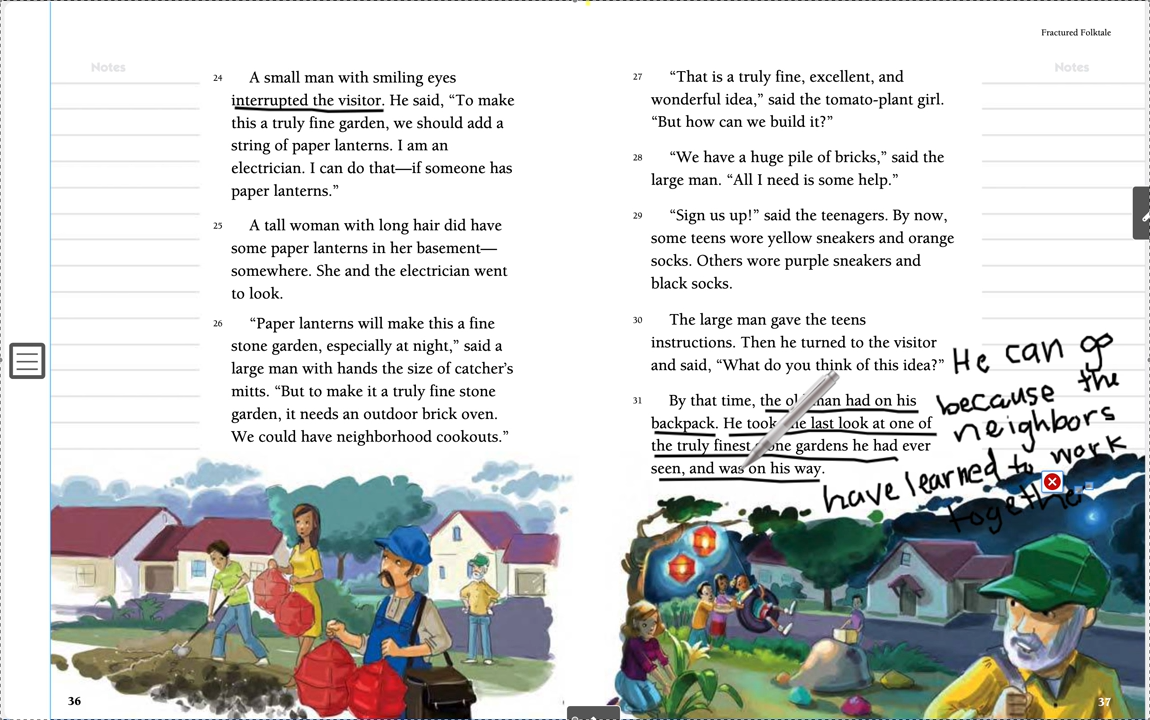 Fractured Folktale
Notes
24 A small man with smiling eyes
interrupted the visitor. He said, “To make
this a truly fine garden, we should add a
string of paper lanterns. I am an
electrician. I can do that—if someone has
paper lanterns.”
25 A tall woman with long hair did have
some paper lanterns in her basement—
somewhere. She and the electrician went
to look.
26 “Paper lanterns will make this a fine
stone garden, especially at night,” said a
large man with hands the size of catcher’s
mitts. “But to make it a truly fine stone
garden, it needs an outdoor brick oven.
We could have neighborhood cookouts.”
36
Notes
27 “That is a truly fine, excellent, and
wonderful idea,” said the tomato-plant girl.
“But how can we build it?”
28 “We have a huge pile of bricks,” said the
large man. “All I need is some help.”
29 “Sign us up!” said the teenagers. By now,
some teens wore yellow sneakers and orange
socks. Others wore purple sneakers and
black socks.
30 The large man gave the teens
instructions. Then he turned to the visitor
and said, “What do you think of this idea?”
31 By that time, the old man had on his
backpack. He took one last look at one of
the truly finest stone gardens he had ever
seen, and was on his way.
He can go
because the
neighbors
have learned to work
together
37